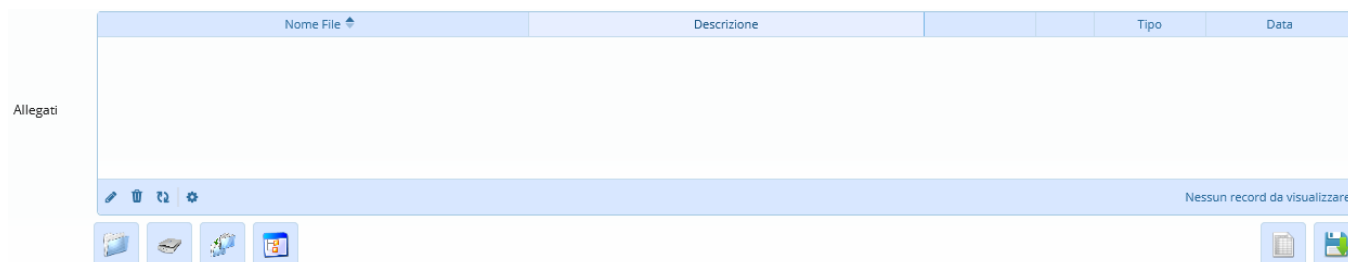 Nome File Descrizione Tipo Data
Allegati
Nessun record da visualizzare